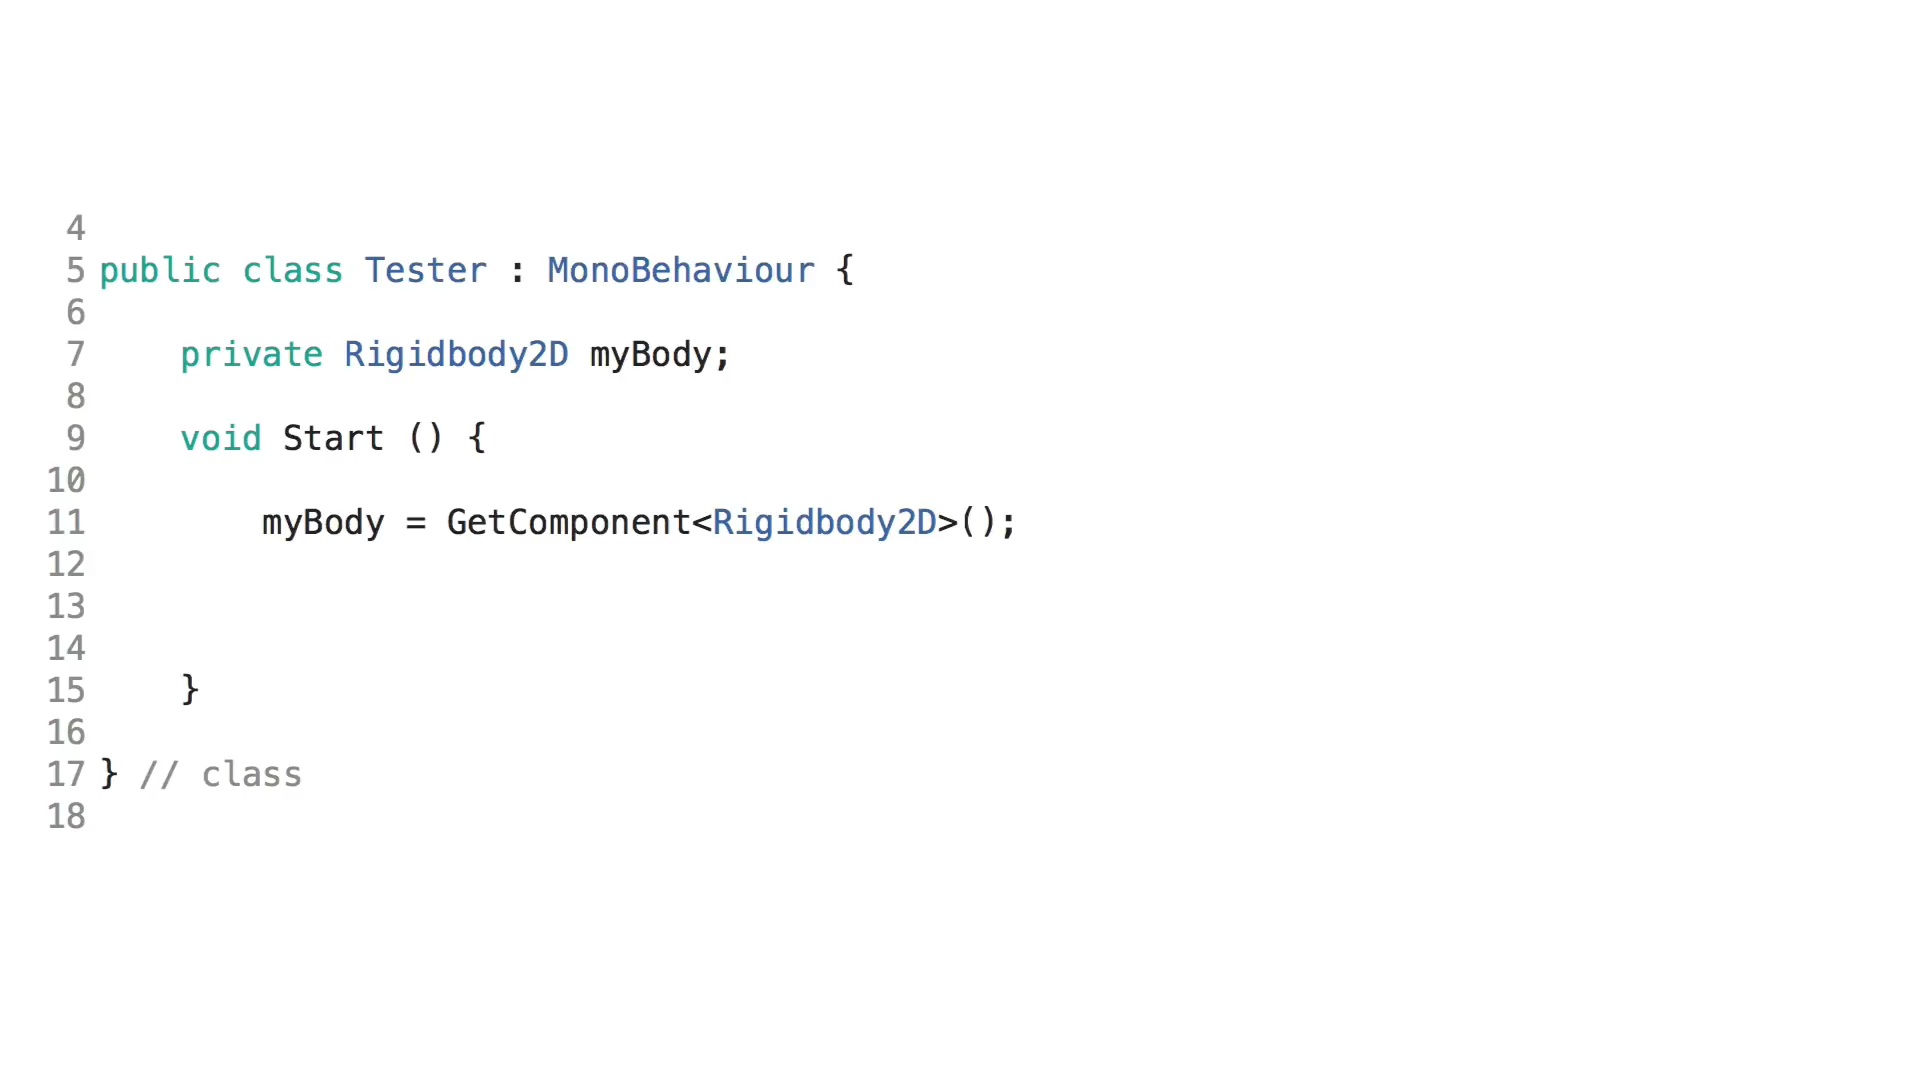 4
5 public class Tester : MonoBehaviour {
6
7     private Rigidbody2D myBody;
8
9     void Start () {
10
11         myBody = GetComponent<Rigidbody2D>();
12
13
14
15     }
16
17 } // class
18